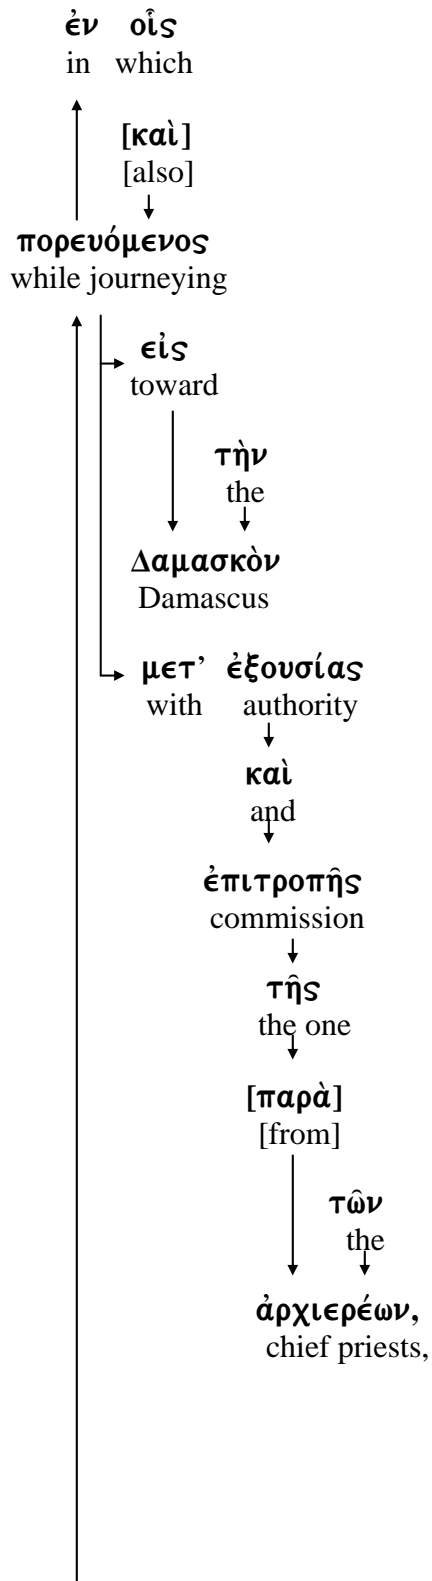 ἐν οἷς
in which
[καὶ]
[also]
πορευόμενος
while journeying
εἰς
toward
τὴν
the
Δαμασκὸν
Damascus
μετ’ ἐξουσίας
with authority
καὶ
and
ἐπιτροπῆς
commission
τῆς
the one
[παρὰ]
[from]
τῶν
the
ἀρχιερέων,
chief priests,